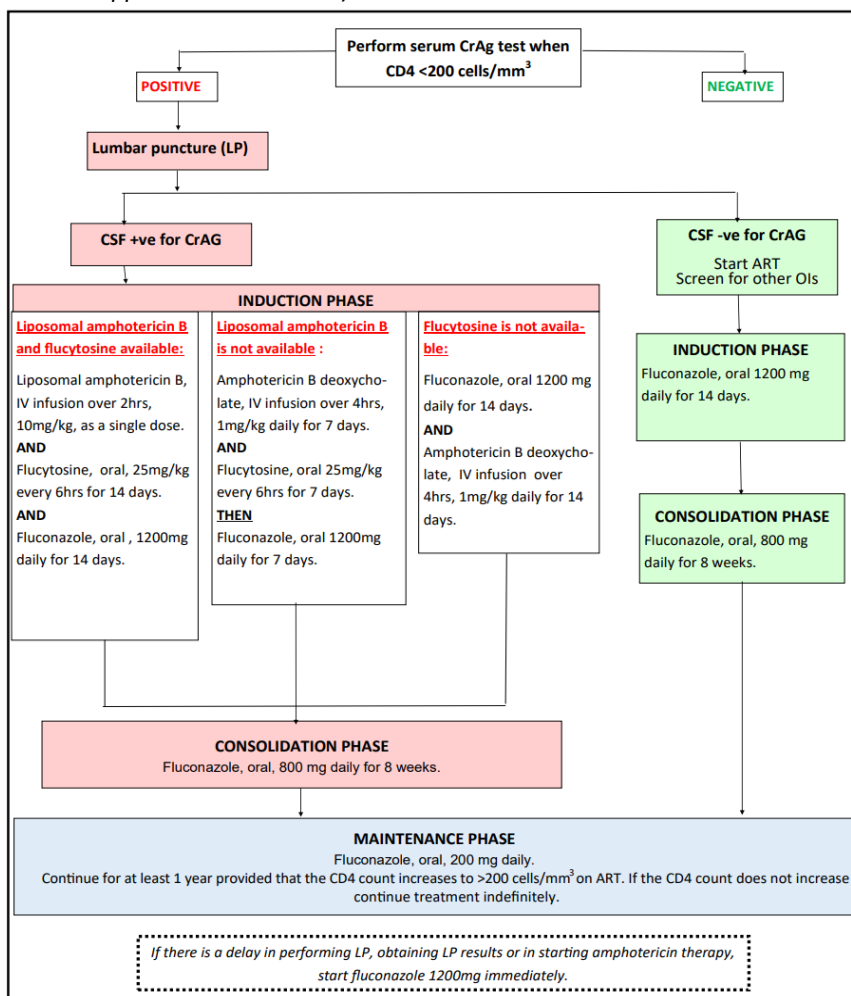 Perform serum CrAg test when
CD4 <200 cells/mm³
POSITIVE
NEGATIVE
Lumbar puncture (LP)
CSF +ve for CrAG
CSF -ve for CrAG
Start ART
Screen for other OIs
INDUCTION PHASE
Liposomal amphotericin B
and flucytosine available:
Liposomal amphotericin B,
IV infusion over 2hrs,
10mg/kg, as a single dose.
AND
Flucytosine, oral, 25mg/kg
every 6hrs for 14 days.
AND
Fluconazole, oral , 1200mg
daily for 14 days.
Liposomal amphotericin B
is not available :
Amphotericin B deoxycho-
late, IV infusion over 4hrs,
1mg/kg daily for 7 days.
AND
Flucytosine, oral 25mg/kg
every 6hrs for 7 days.
THEN
Fluconazole, oral 1200mg
daily for 7 days.
Flucytosine is not availa-
ble:
Fluconazole, oral 1200 mg
daily for 14 days.
AND
Amphotericin B deoxycho-
late, IV infusion over
4hrs, 1mg/kg daily for 14
days.
INDUCTION PHASE
Fluconazole, oral 1200 mg
daily for 14 days.
CONSOLIDATION PHASE
Fluconazole, oral, 800 mg
daily for 8 weeks.
CONSOLIDATION PHASE
Fluconazole, oral, 800 mg daily for 8 weeks.
MAINTENANCE PHASE
Fluconazole, oral, 200 mg daily.
Continue for at least 1 year provided that the CD4 count increases to >200 cells/mm³ on ART. If the CD4 count does not increase
continue treatment indefinitely.
If there is a delay in performing LP, obtaining LP results or in starting amphotericin therapy,
start fluconazole 1200mg immediately.